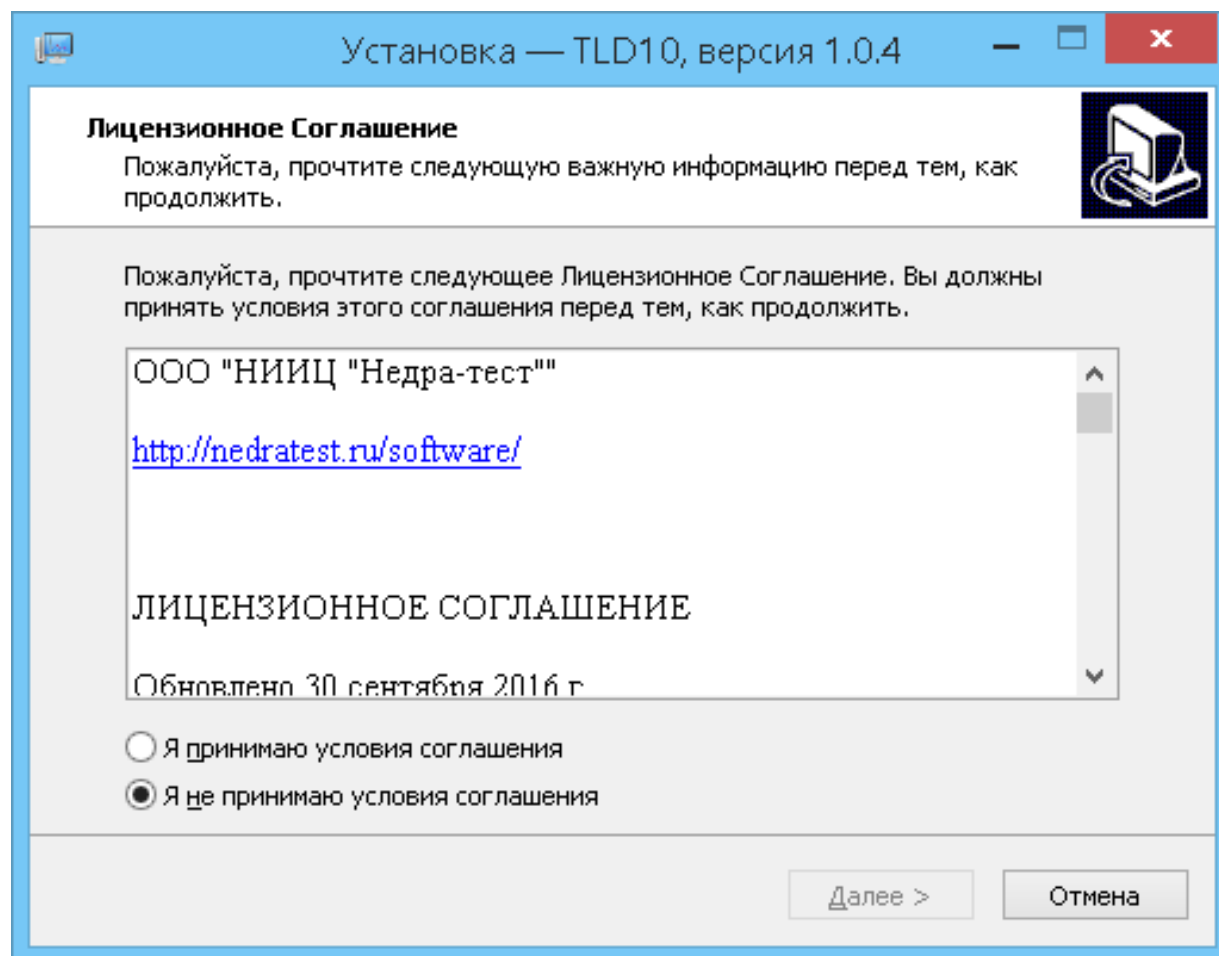 Установка — TLD10, версия 1.0.4
Лицензионное Соглашение
Пожалуйста, прочтите следующую важную информацию перед тем, как
продолжить.
Пожалуйста, прочтите следующее Лицензионное Соглашение. Вы должны
принять условия этого соглашения перед тем, как продолжить.
ООО "НИИЦ "Недра-тест""
http://nedratest.ru/software/
ЛИЦЕНЗИОННОЕ СОГЛАШЕНИЕ
Обновлено 30 сентября 2016 г
Я принимаю условия соглашения
Я не принимаю условия соглашения
Далее >
Отмена